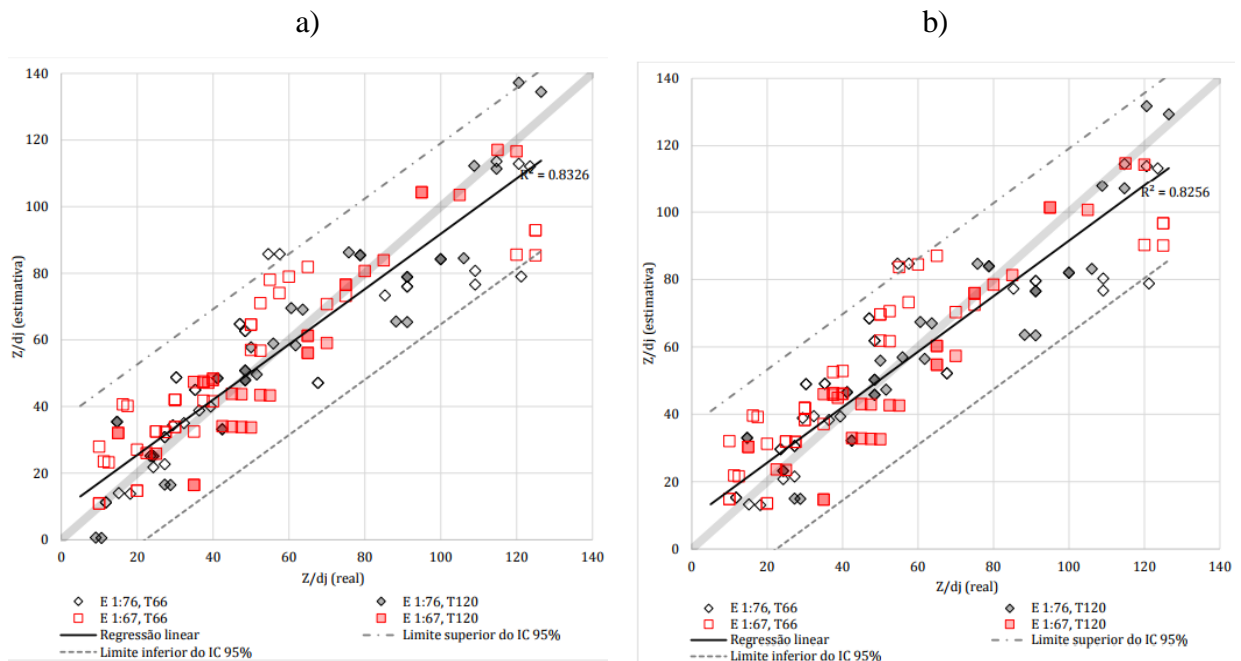 a)
140
120
100
80
60
40
20
0
Z/dj (estimativa)
R² = 0.8326
0 20 40 60 80 100 120 140
Z/dj (real)
E 1:76, T66 E 1:76, T120
E 1:67, T66 E 1:67, T120
Regressão linear Limite superior do IC 95%
Limite inferior do IC 95%
b)
140
120
100
80
60
40
20
0
Z/dj (estimativa)
R² = 0.8256
0 20 40 60 80 100 120 140
Z/dj (real)
E 1:76, T66 E 1:76, T120
E 1:67, T66 E 1:67, T120
Regressão linear Limite superior do IC 95%
Limite inferior do IC 95%